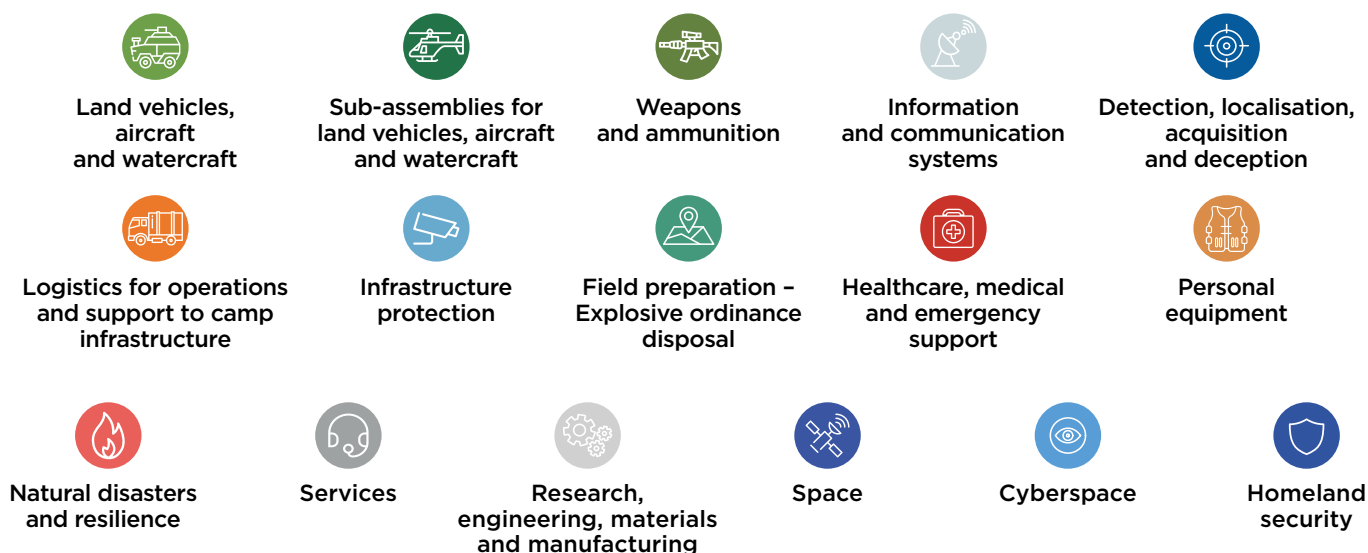 Land vehicles,
aircraft
and watercraft
Sub-assemblies for
land vehicles, aircraft
and watercraft
Weapons
and ammunition
Information
and communication
systems
Detection, localisation,
acquisition
and deception
Logistics for operations
and support to camp
infrastructure
Infrastructure
protection
Field preparation –
Explosive ordinance
disposal
Healthcare, medical
and emergency
support
Personal
equipment
Natural disasters
and resilience
Services
Research,
engineering, materials
and manufacturing
Space
Cyberspace
Homeland
security